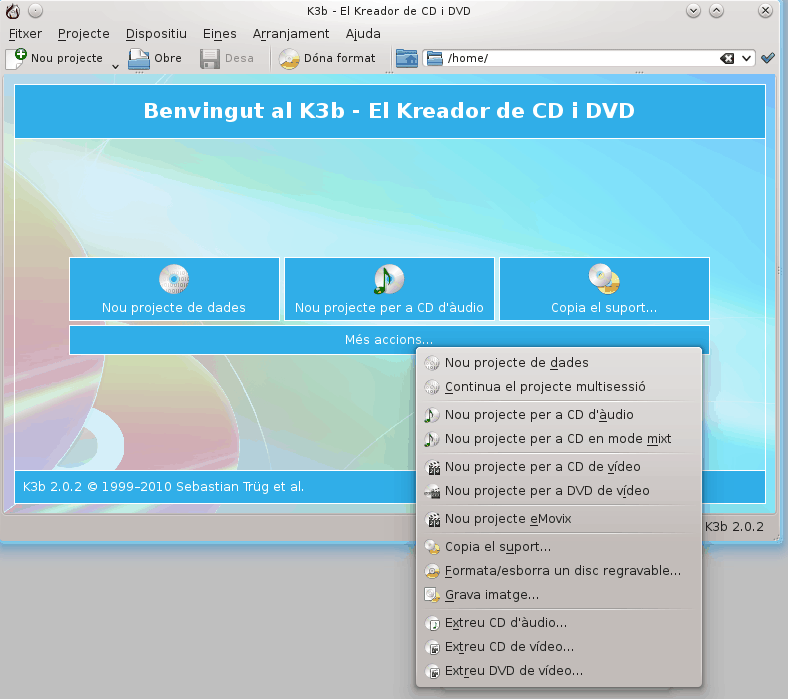 K3b - El Kreador de CD i DVD
Fitxer Projecte Dispositiu Eines Arranjament Ajuda
Nou projecte Obre Desa Dóna format /home/
Benvingut al K3b - El Kreador de CD i DVD
Nou projecte de dades Nou projecte per a CD d'àudio Copia el suport...
Més accions...
Nou projecte de dades
Continua el projecte multisessió
Nou projecte per a CD d'àudio
Nou projecte per a CD en mode mixt
Nou projecte per a CD de vídeo
Nou projecte per a DVD de vídeo
Nou projecte eMovix
Copia el suport...
Formata/esborra un disc regravable...
Grava imatge...
Extreu CD d'àudio...
Extreu CD de vídeo...
Extreu DVD de vídeo...
K3b 2.0.2 © 1999–2010 Sebastian Trüg et al.
K3b 2.0.2